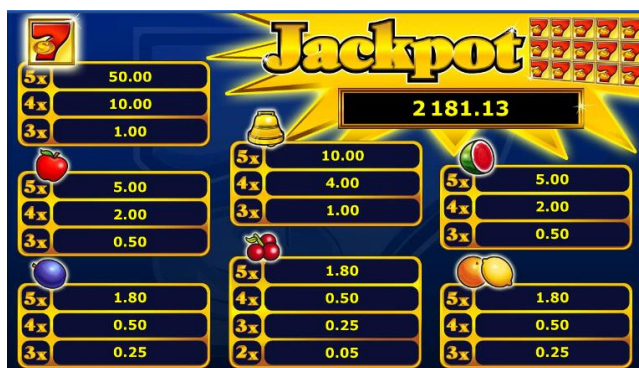 Jackpot
2 181.13
7
5x 50.00
4x 10.00
3x 1.00
5x 10.00
4x 4.00
3x 1.00
5x 5.00
4x 2.00
3x 0.50
5x 5.00
4x 2.00
3x 0.50
5x 1.80
4x 0.50
3x 0.25
5x 1.80
4x 0.50
3x 0.25
2x 0.05
5x 1.80
4x 0.50
3x 0.25